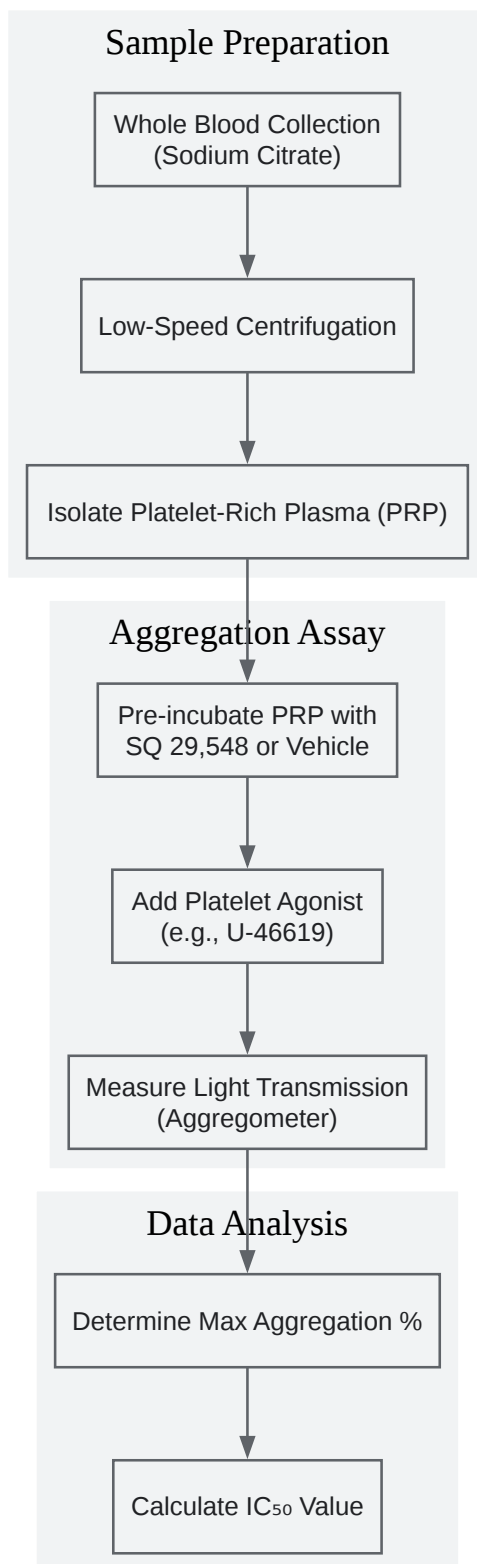 Sample Preparation
Whole Blood Collection
(Sodium Citrate)
Low-Speed Centrifugation
Isolate Platelet-Rich Plasma (PRP)
Aggregation Assay
Pre-incubate PRP with
SQ 29,548 or Vehicle
Add Platelet Agonist
(e.g., U-46619)
Measure Light Transmission
(Aggregometer)
Data Analysis
Determine Max Aggregation %
Calculate IC₅₀ Value